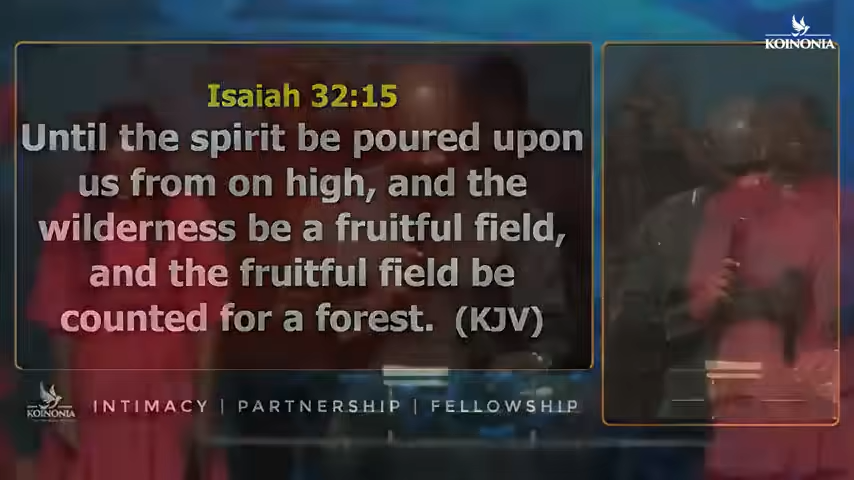 KOINONIA
Isaiah 32:15
Until the spirit be poured upon
us from on high, and the
wilderness be a fruitful field,
and the fruitful field be
counted for a forest. (KJV)
KOINONIA
INTIMACY | PARTNERSHIP | FELLOWSHIP